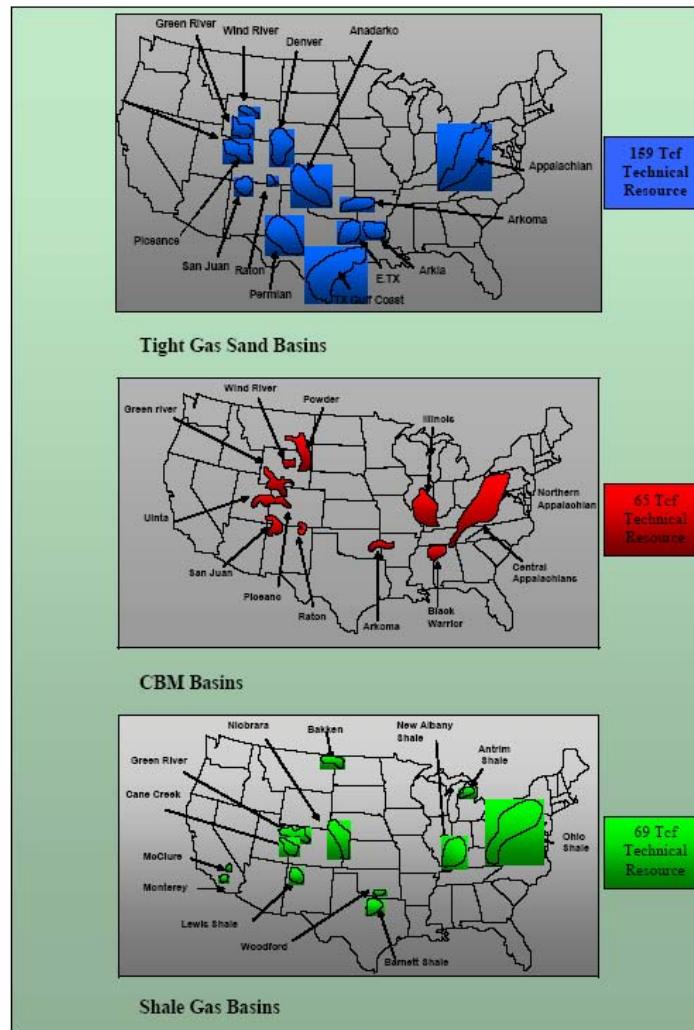 Green River
Wind River
Denver
Anadarko
Appalachian
Arkoma
Piceance
San Juan
Raton
Permian
E.TX
Arkla
TX Gulf Coast
159 Tcf
Technical
Resource
Tight Gas Sand Basins
Wind River
Powder
Green river
Illinois
Northern
Appalachian
Uinta
San Juan
Piceanc
Raton
Arkoma
Black
Warrior
Central
Appalachians
65 Tcf
Technical
Resource
CBM Basins
Niobrara
Bakken
New Albany
Shale
Antrim
Shale
Green River
Cane Creek
Ohio
Shale
McClure
Monterey
Lewis Shale
Woodford
Barnett Shale
69 Tcf
Technical
Resource
Shale Gas Basins